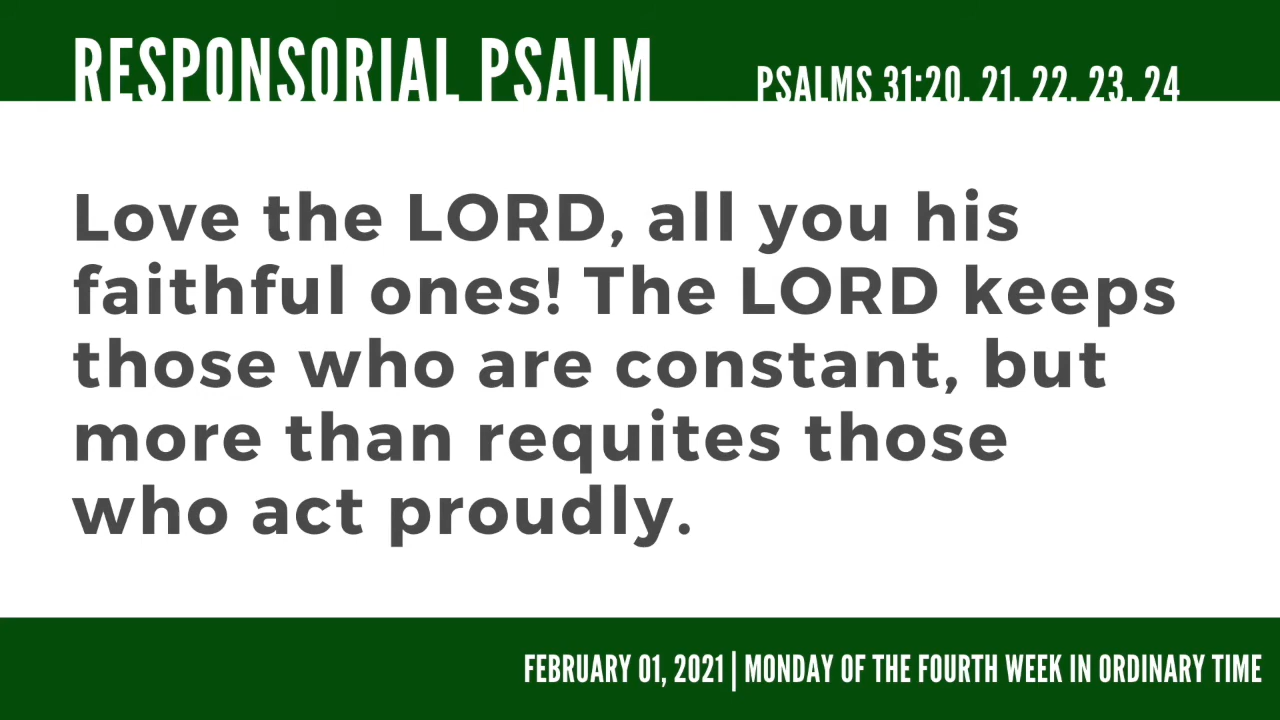 RESPONSORIAL PSALM
PSALMS 31:20, 21, 22, 23, 24
Love the LORD, all you his
faithful ones! The LORD keeps
those who are constant, but
more than requites those
who act proudly.
FEBRUARY 01, 2021 | MONDAY OF THE FOURTH WEEK IN ORDINARY TIME